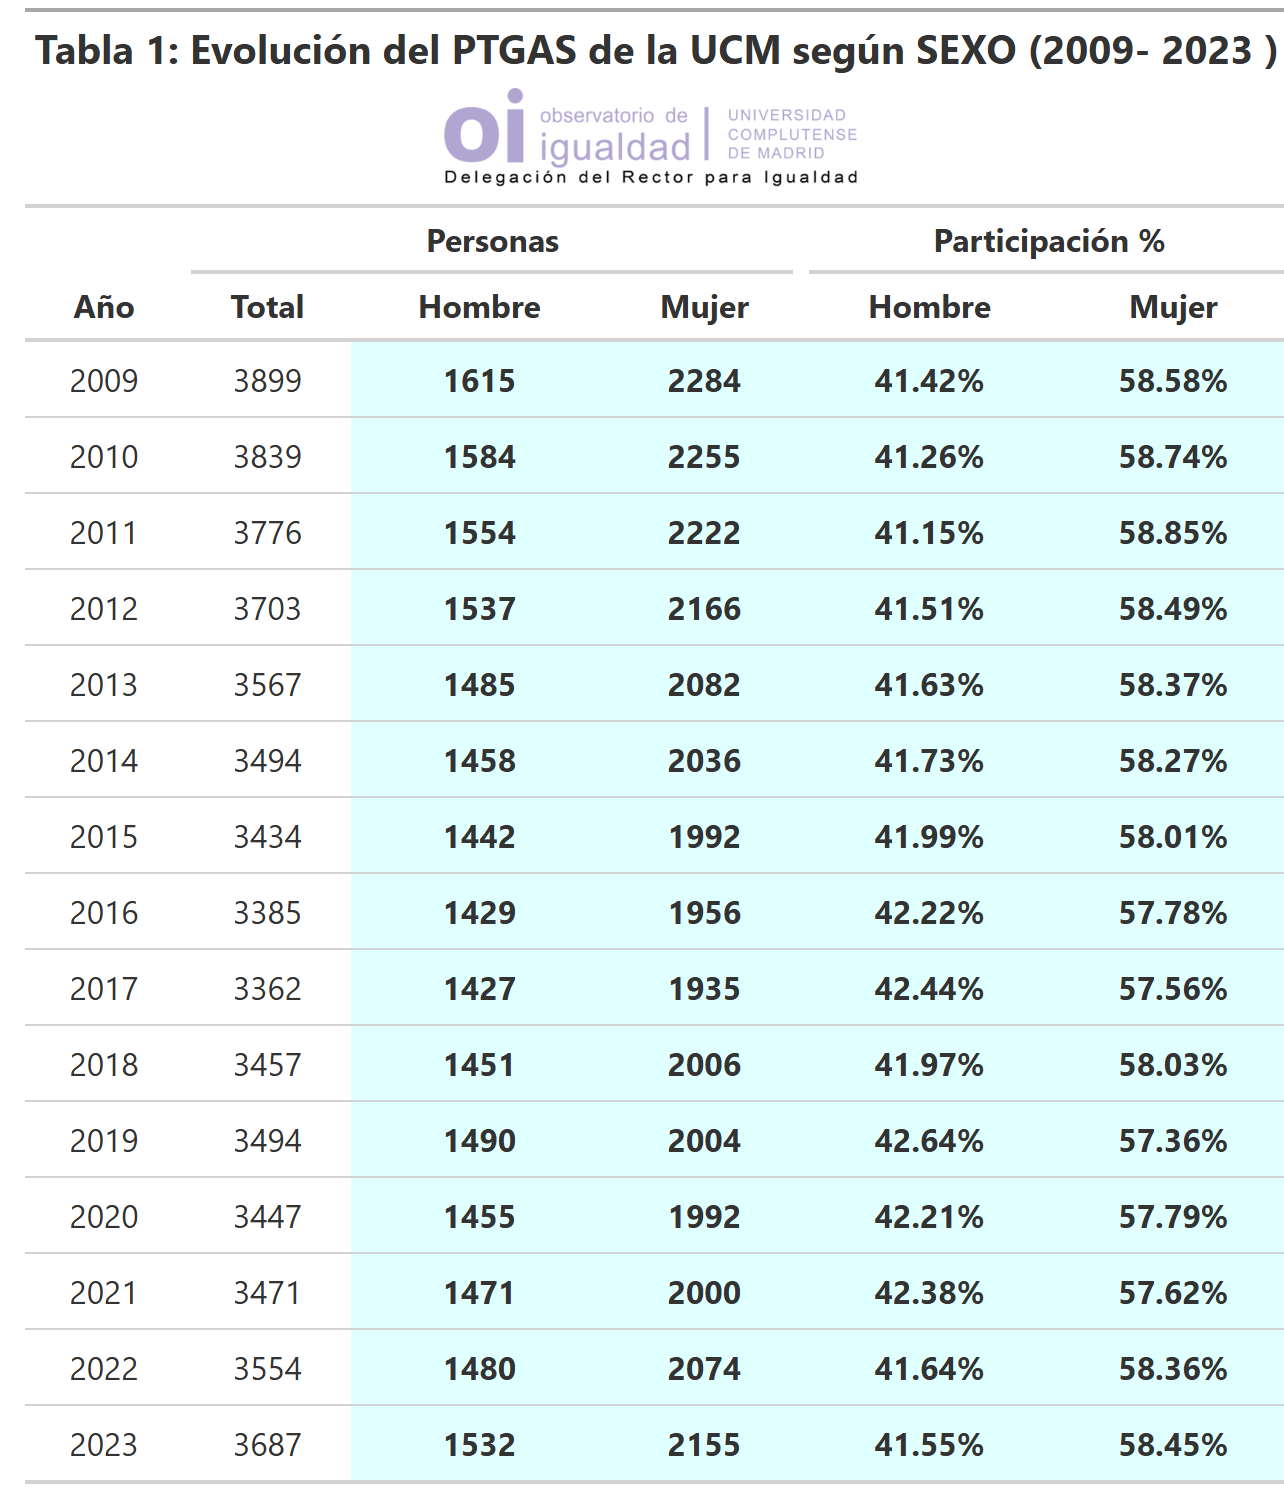 Tabla 1: Evolución del PTGAS de la UCM según SEXO (2009- 2023 )
oi observatorio de igualdad | UNIVERSIDAD COMPLUTENSE DE MADRID
Delegación del Rector para Igualdad
Personas Participación %
Año Total Hombre Mujer Hombre Mujer
2009 3899 1615 2284 41.42% 58.58%
2010 3839 1584 2255 41.26% 58.74%
2011 3776 1554 2222 41.15% 58.85%
2012 3703 1537 2166 41.51% 58.49%
2013 3567 1485 2082 41.63% 58.37%
2014 3494 1458 2036 41.73% 58.27%
2015 3434 1442 1992 41.99% 58.01%
2016 3385 1429 1956 42.22% 57.78%
2017 3362 1427 1935 42.44% 57.56%
2018 3457 1451 2006 41.97% 58.03%
2019 3494 1490 2004 42.64% 57.36%
2020 3447 1455 1992 42.21% 57.79%
2021 3471 1471 2000 42.38% 57.62%
2022 3554 1480 2074 41.64% 58.36%
2023 3687 1532 2155 41.55% 58.45%